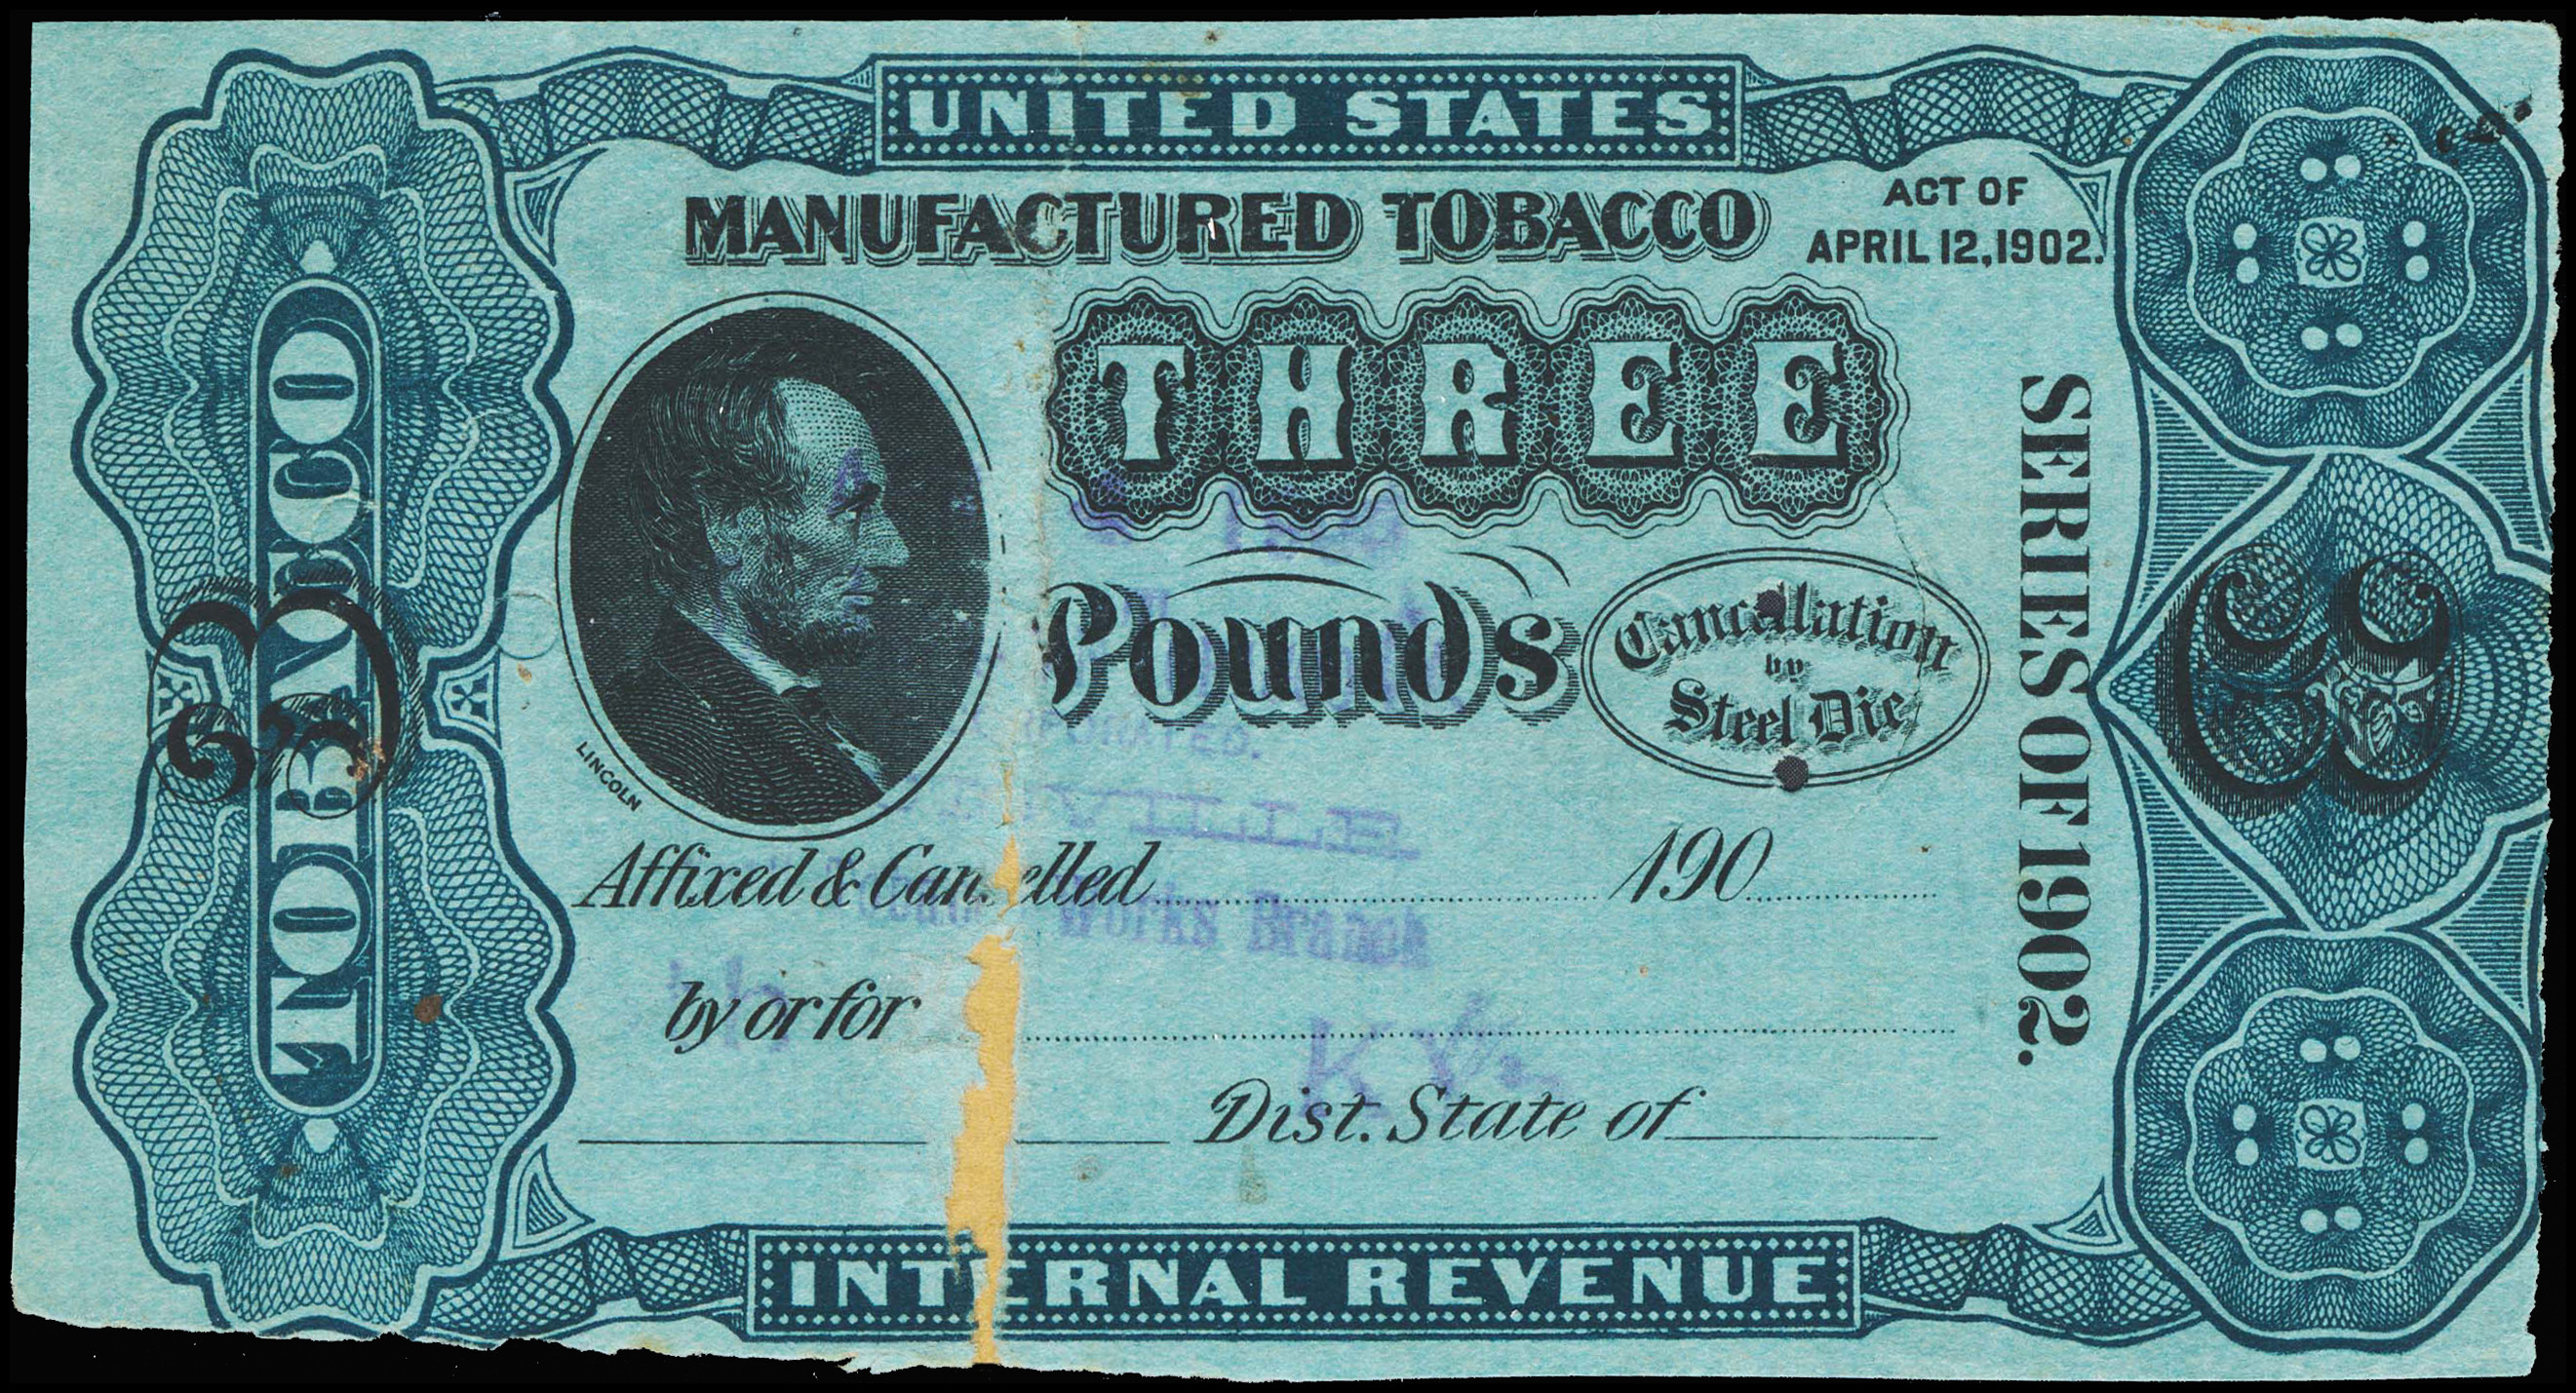 UNITED STATES
MANUFACTURED TOBACCO
ACT OF
APRIL 12, 1902.
TOBACCO
3
THREE
Pounds
Cancellation
by
Steel Die
LINCOLN
SERIES OF 1902.
3
Affixed & Cancelled 190
Works Branch
by or for
Ky.
Dist. State of
INTERNAL REVENUE